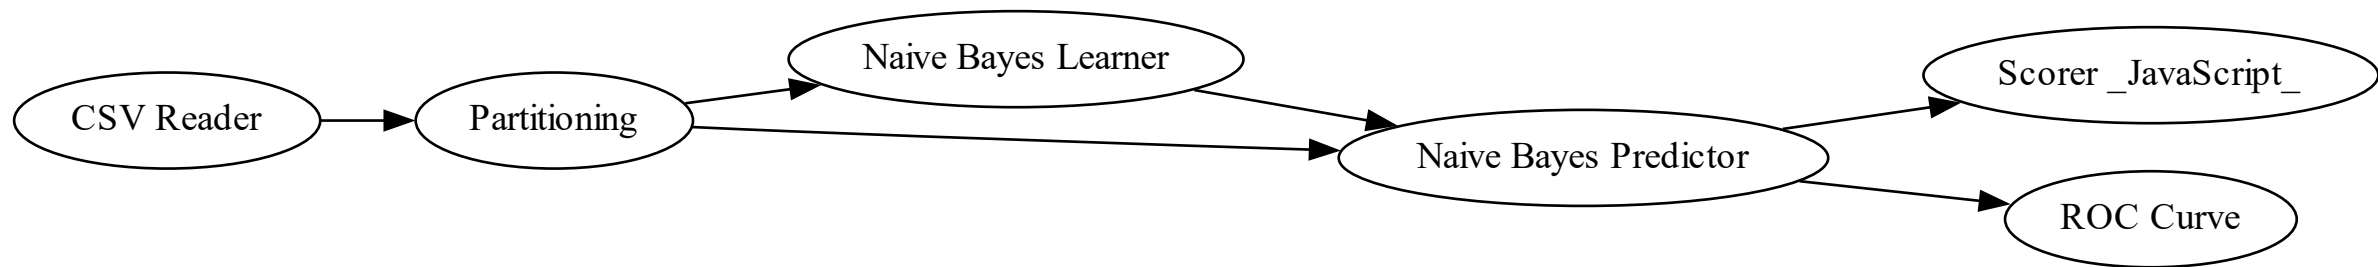 CSV Reader
Partitioning
Naive Bayes Learner
Naive Bayes Predictor
Scorer _JavaScript_
ROC Curve